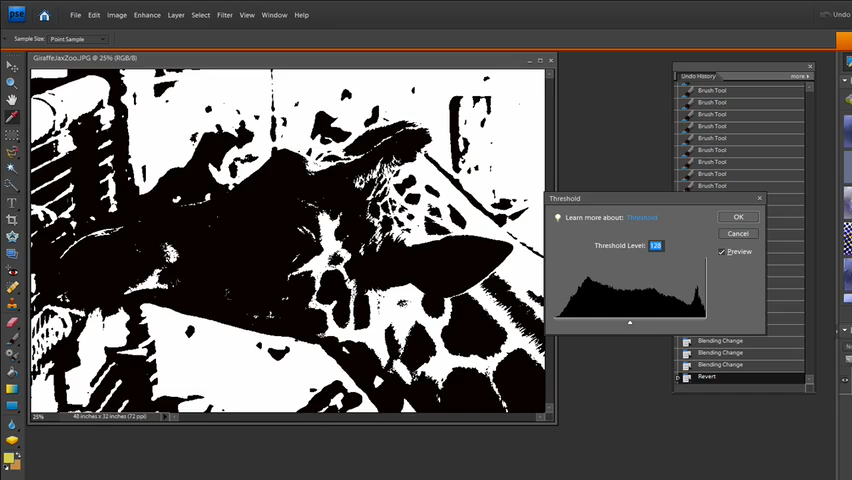 pse File Edit Image Enhance Layer Select Filter View Window Help Undo
Sample Size: Point Sample
GiraffeJaxZoo.JPG @ 25% (RGB/8)
Undo History more
Brush Tool
Brush Tool
Brush Tool
Brush Tool
Brush Tool
Brush Tool
Brush Tool
Brush Tool
Brush Tool
Threshold
Learn more about: Threshold
OK
Cancel
Threshold Level: 128
Preview
Blending Change
Blending Change
Blending Change
Revert
25% 48 inches x 32 inches (72 ppi)